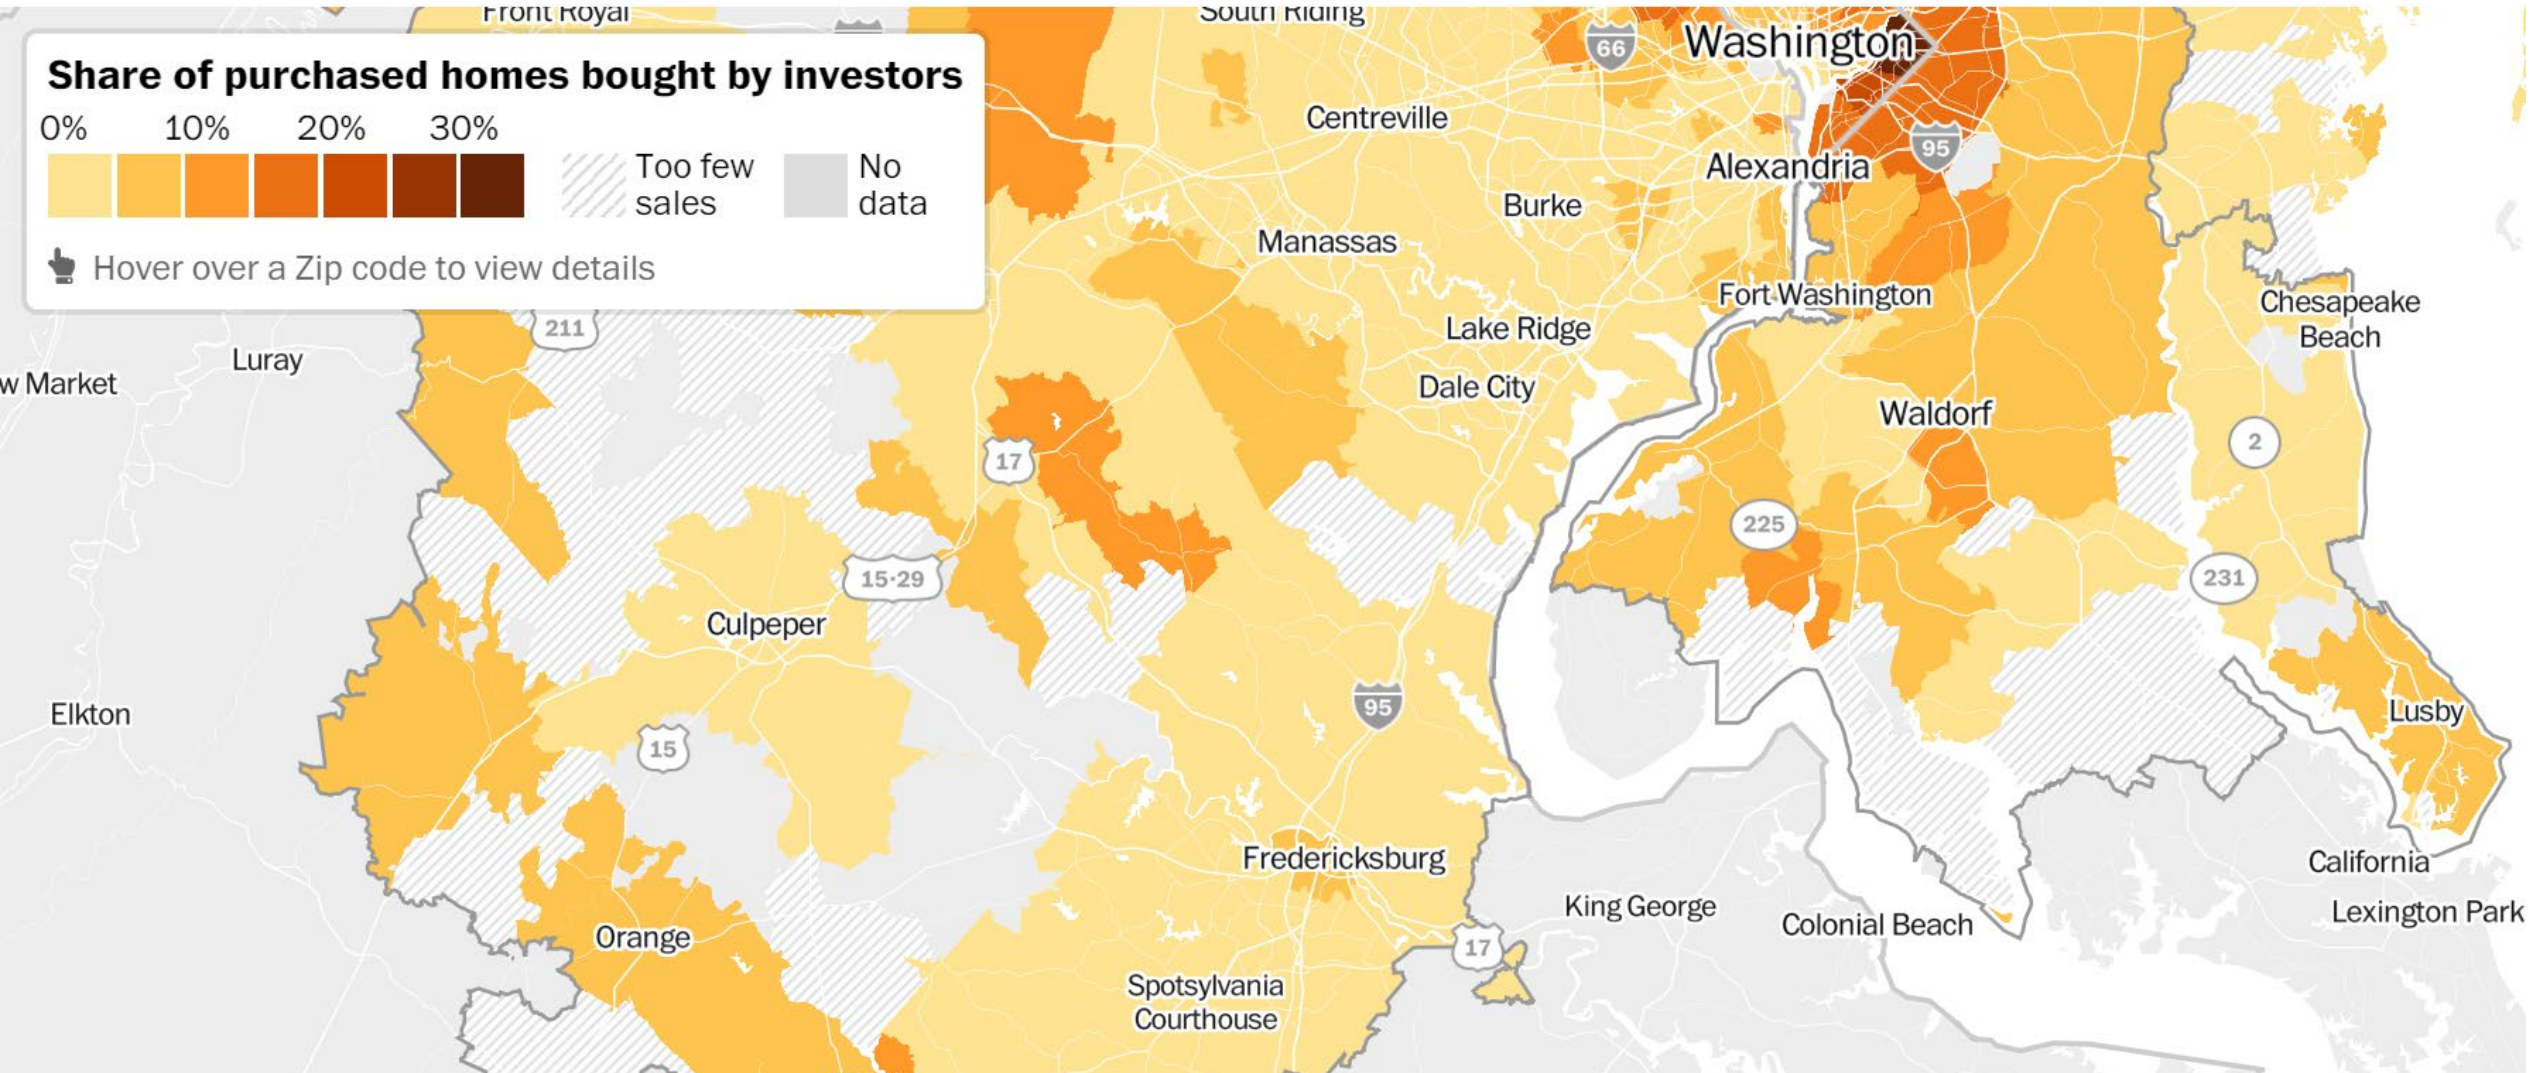 Front Royal
South Riding
66
Washington
Share of purchased homes bought by investors
0% 10% 20% 30%
Too few
sales
No
data
Hover over a Zip code to view details
Centreville
95
Alexandria
Burke
Manassas
Fort Washington
Chesapeake
Beach
211
Lake Ridge
Luray
w Market
Dale City
Waldorf
2
17
225
15·29
231
Culpeper
Elkton
95
Lusby
15
Fredericksburg
California
King George
Colonial Beach
Lexington Park
Orange
17
Spotsylvania
Courthouse